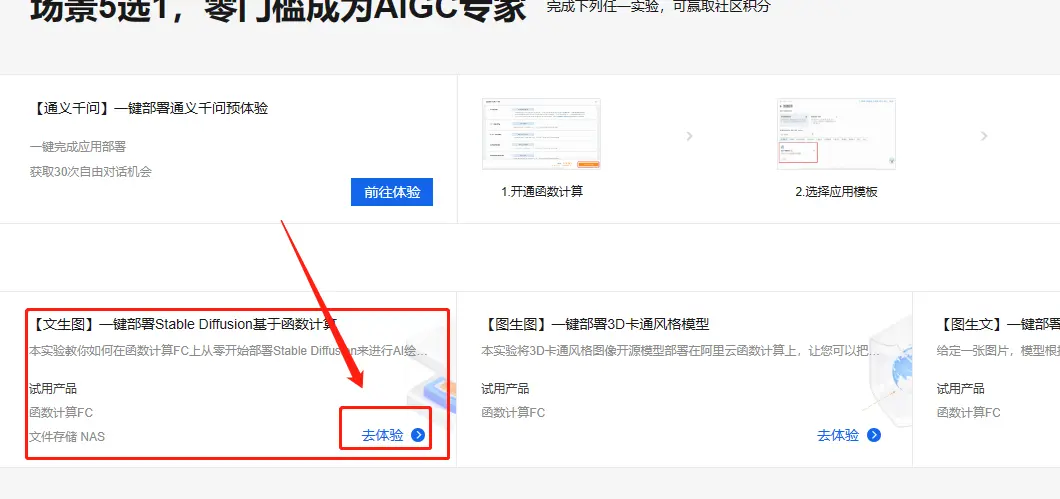 场景5选1，零门槛成为AIGC专家
完成下列任一实验，可赢取社区积分
【通义千问】一键部署通义千问预体验
一键完成应用部署
获取30次自由对话机会
前往体验
1.开通函数计算
2.选择应用模板
【文生图】一键部署Stable Diffusion基于函数计算
本实验教你如何在函数计算FC上从零开始部署Stable Diffusion来进行AI绘...
试用产品
函数计算FC
文件存储 NAS
去体验
【图生图】一键部署3D卡通风格模型
本实验将3D卡通风格图像开源模型部署在阿里云函数计算上，让您可以把...
试用产品
函数计算FC
去体验
【图生文】一键部署
给定一张图片，模型根据
试用产品
函数计算FC